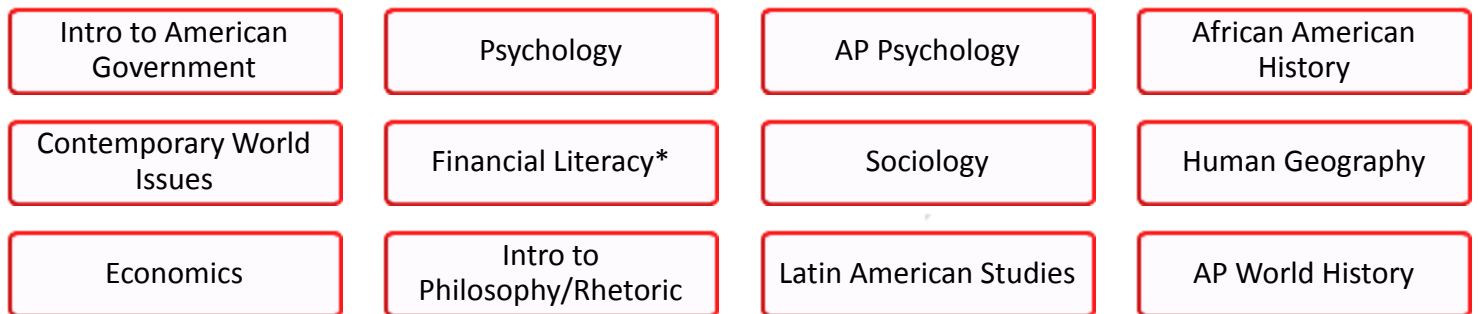 Intro to American
Government
Psychology
AP Psychology
African American
History
Contemporary World
Issues
Financial Literacy*
Sociology
Human Geography
Economics
Intro to
Philosophy/Rhetoric
Latin American Studies
AP World History